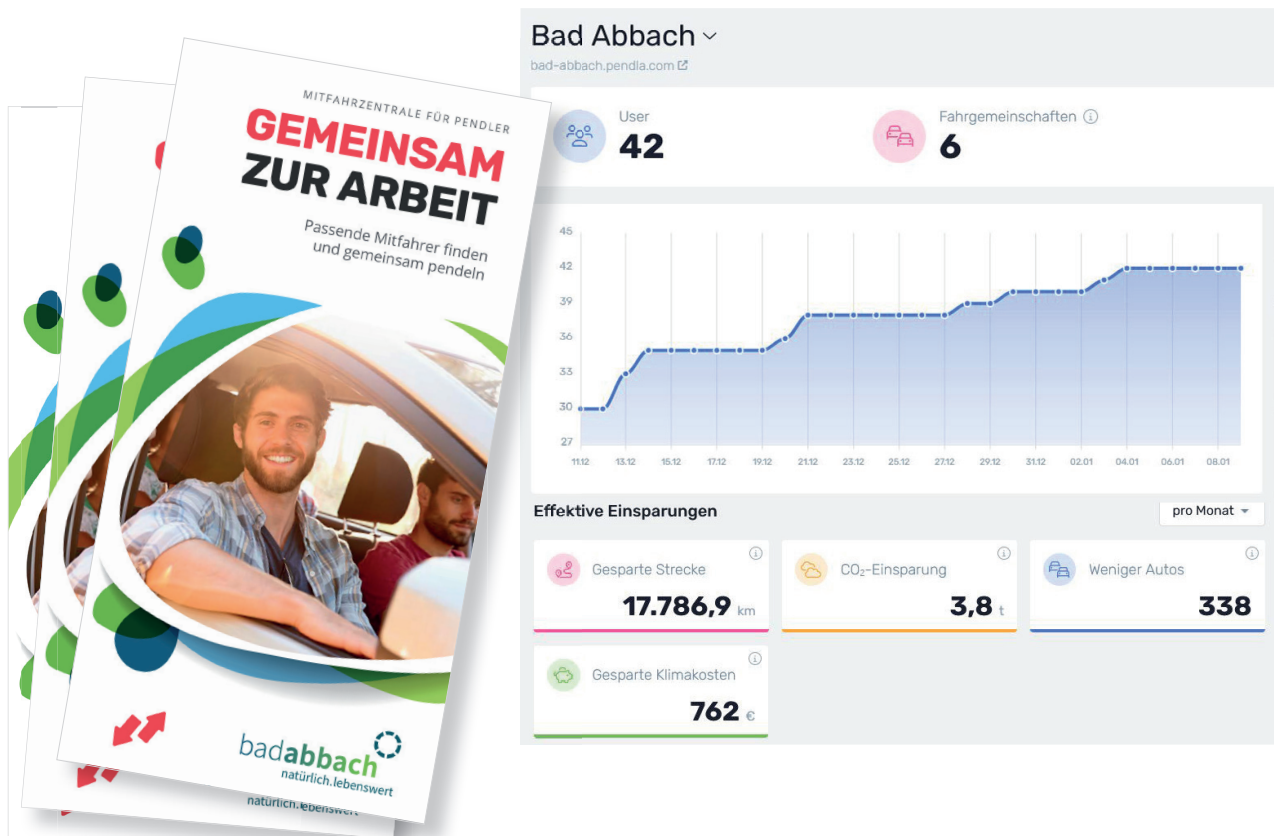 MITFAHRZENTRALE FÜR PENDLER
GEMEINSAM
ZUR ARBEIT
Passende Mitfahrer finden
und gemeinsam pendeln
badabbach
natürlich.lebenswert
natürlich.lebenswert
Bad Abbach
bad-abbach.pendla.com
User
42
Fahrgemeinschaften
6
45
42
39
36
33
30
27
11.12 13.12 15.12 17.12 19.12 21.12 23.12 25.12 27.12 29.12 31.12 02.01 04.01 06.01 08.01
Effektive Einsparungen
pro Monat
Gesparte Strecke
17.786,9 km
CO₂-Einsparung
3,8 t
Weniger Autos
338
Gesparte Klimakosten
762 €